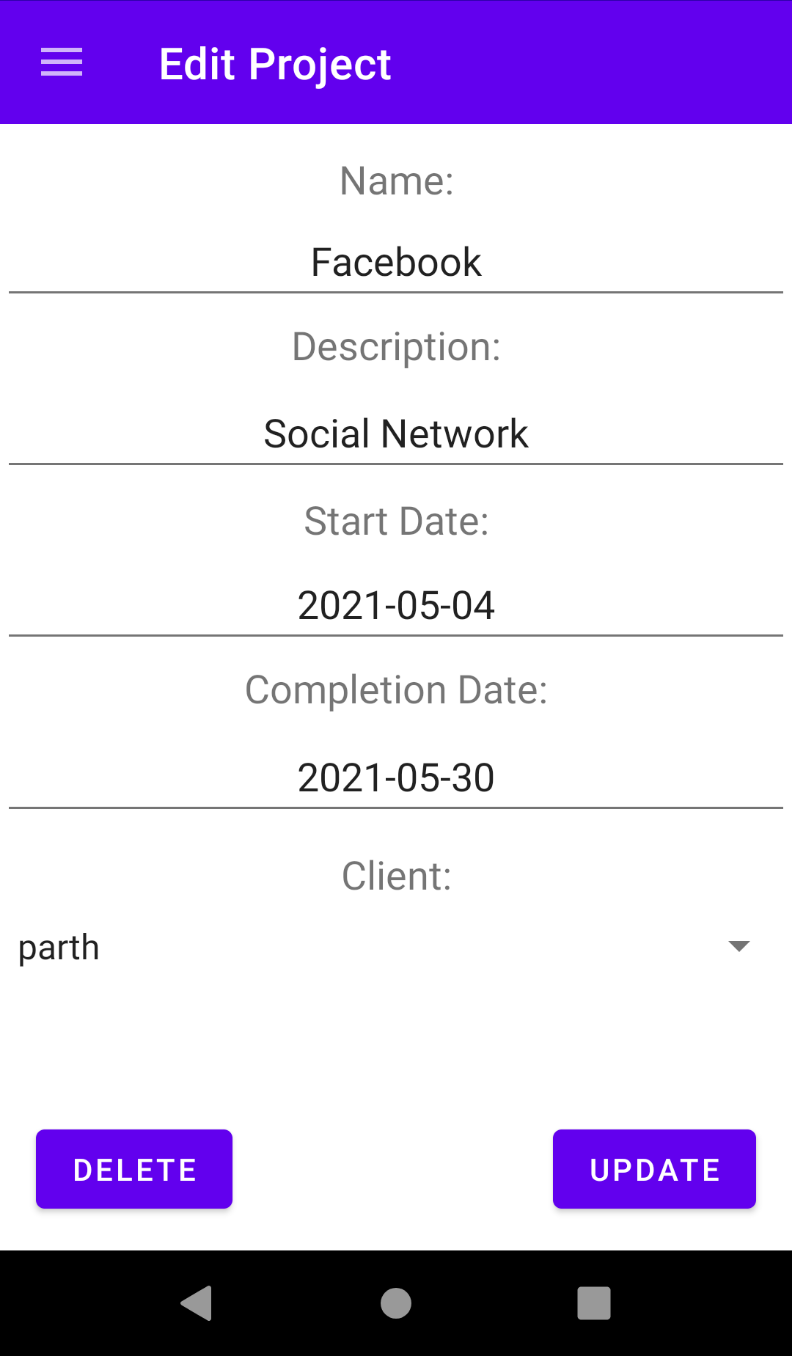 Edit Project
Name:
Facebook
Description:
Social Network
Start Date:
2021-05-04
Completion Date:
2021-05-30
Client:
parth
DELETE
UPDATE